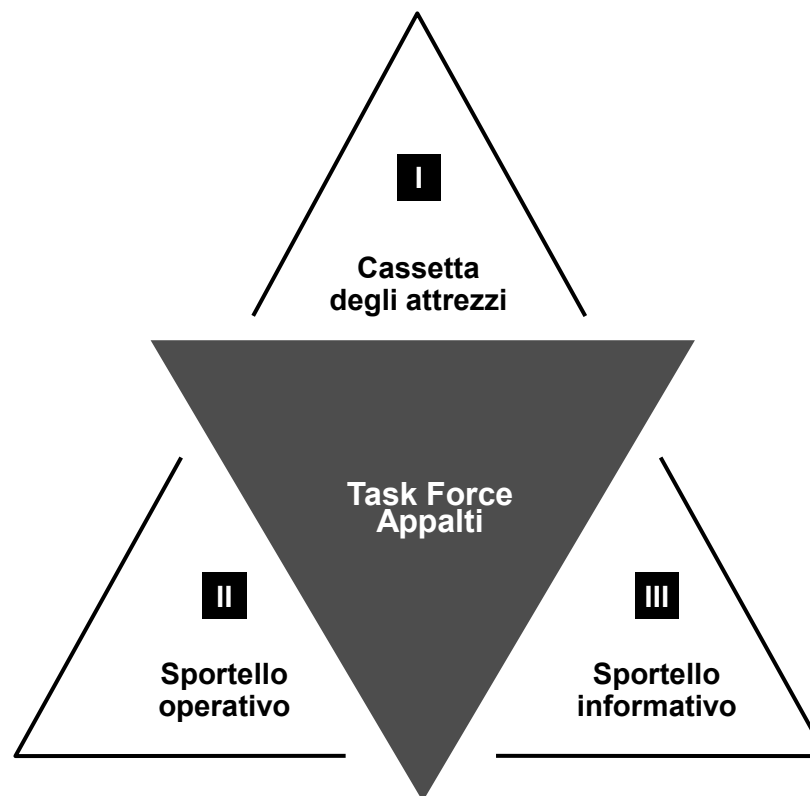 I
Cassetta
degli attrezzi
Task Force
Appalti
II
Sportello
operativo
III
Sportello
informativo